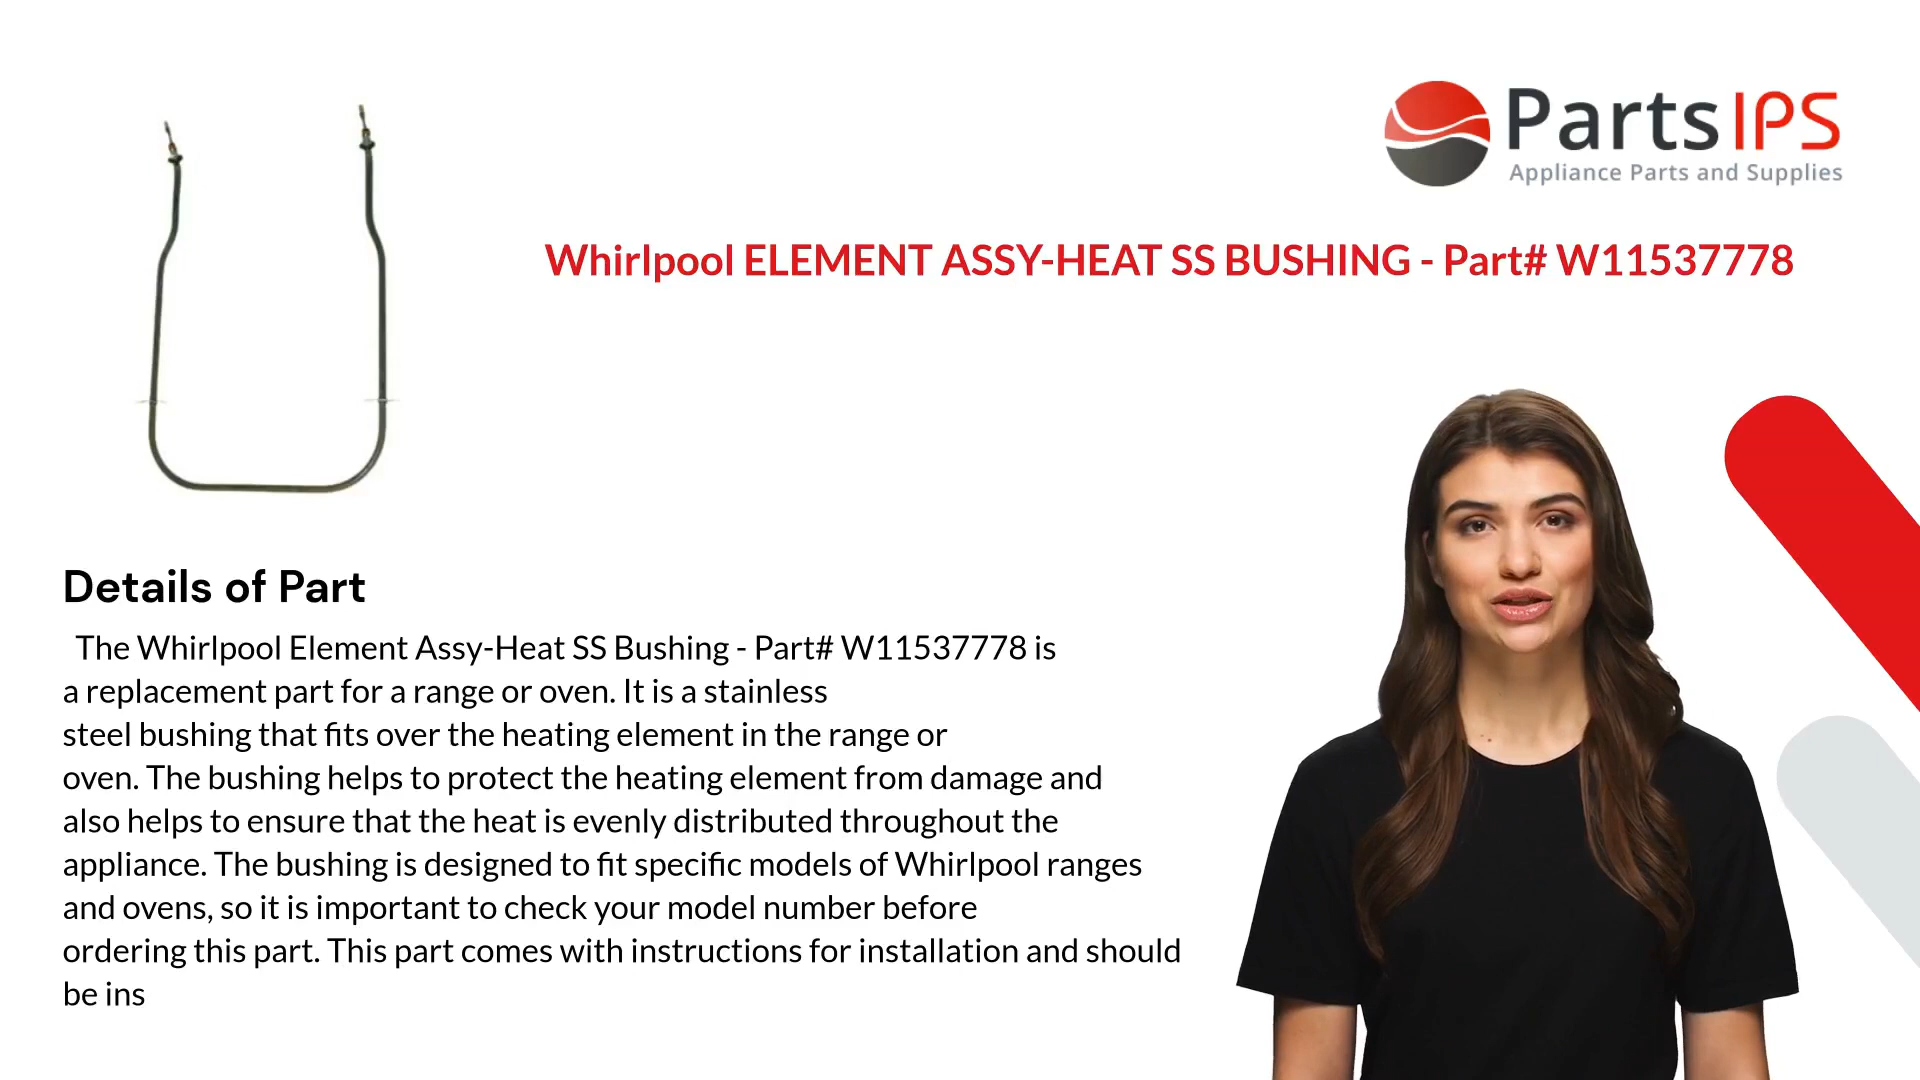 PartsIPS
Appliance Parts and Supplies
Whirlpool ELEMENT ASSY-HEAT SS BUSHING - Part# W11537778
Details of Part
The Whirlpool Element Assy-Heat SS Bushing - Part# W11537778 is
a replacement part for a range or oven. It is a stainless
steel bushing that fits over the heating element in the range or
oven. The bushing helps to protect the heating element from damage and
also helps to ensure that the heat is evenly distributed throughout the
appliance. The bushing is designed to fit specific models of Whirlpool ranges
and ovens, so it is important to check your model number before
ordering this part. This part comes with instructions for installation and should
be ins